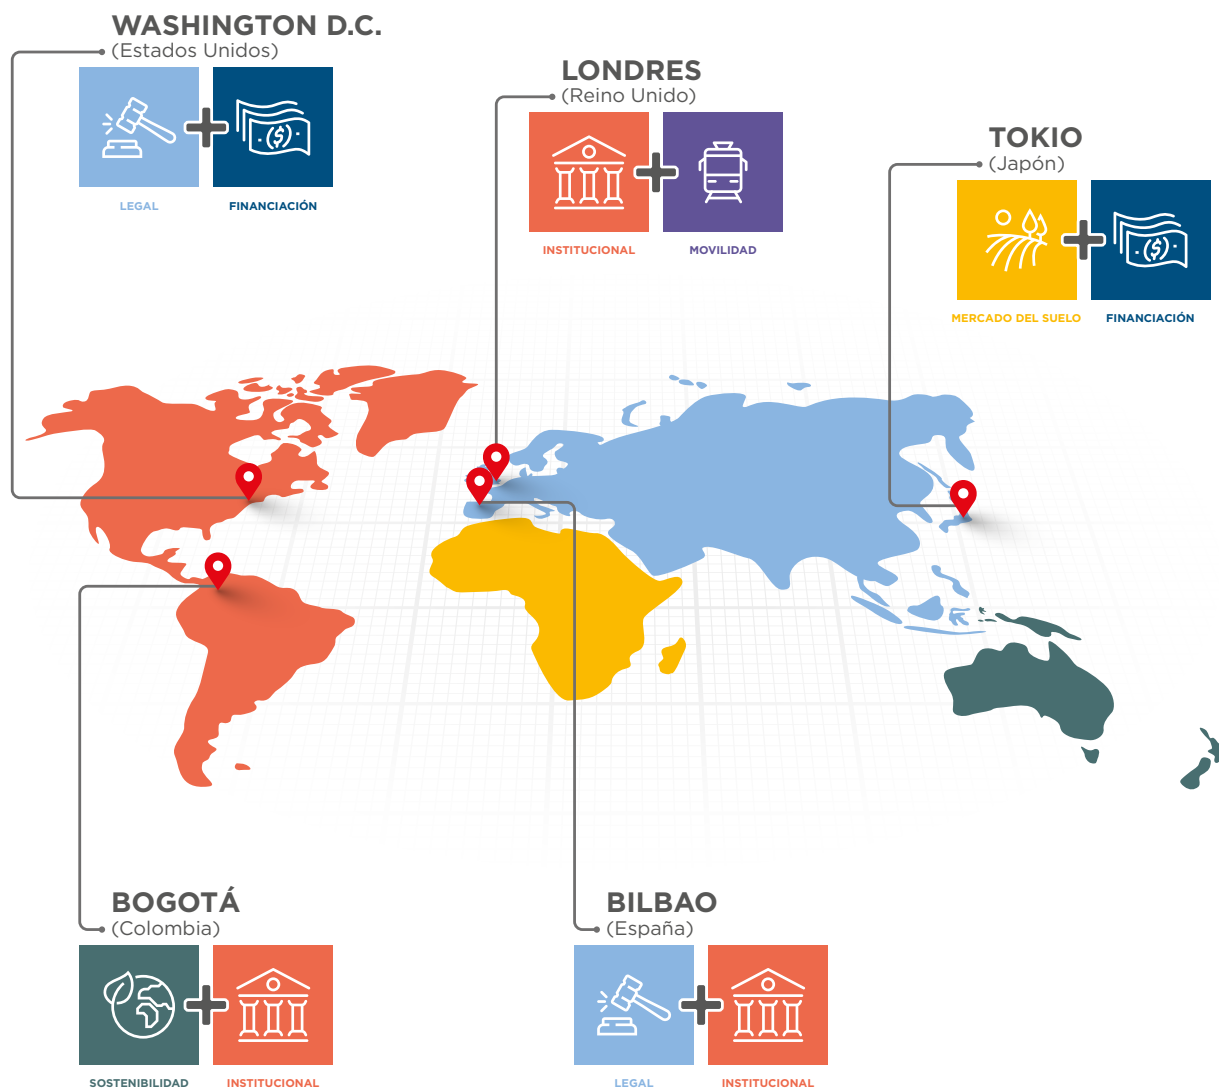 WASHINGTON D.C.
(Estados Unidos)
LEGAL
FINANCIACIÓN
LONDRES
(Reino Unido)
INSTITUCIONAL
MOVILIDAD
TOKIO
(Japón)
MERCADO DEL SUELO
FINANCIACIÓN
BOGOTÁ
(Colombia)
SOSTENIBILIDAD
INSTITUCIONAL
BILBAO
(España)
LEGAL
INSTITUCIONAL